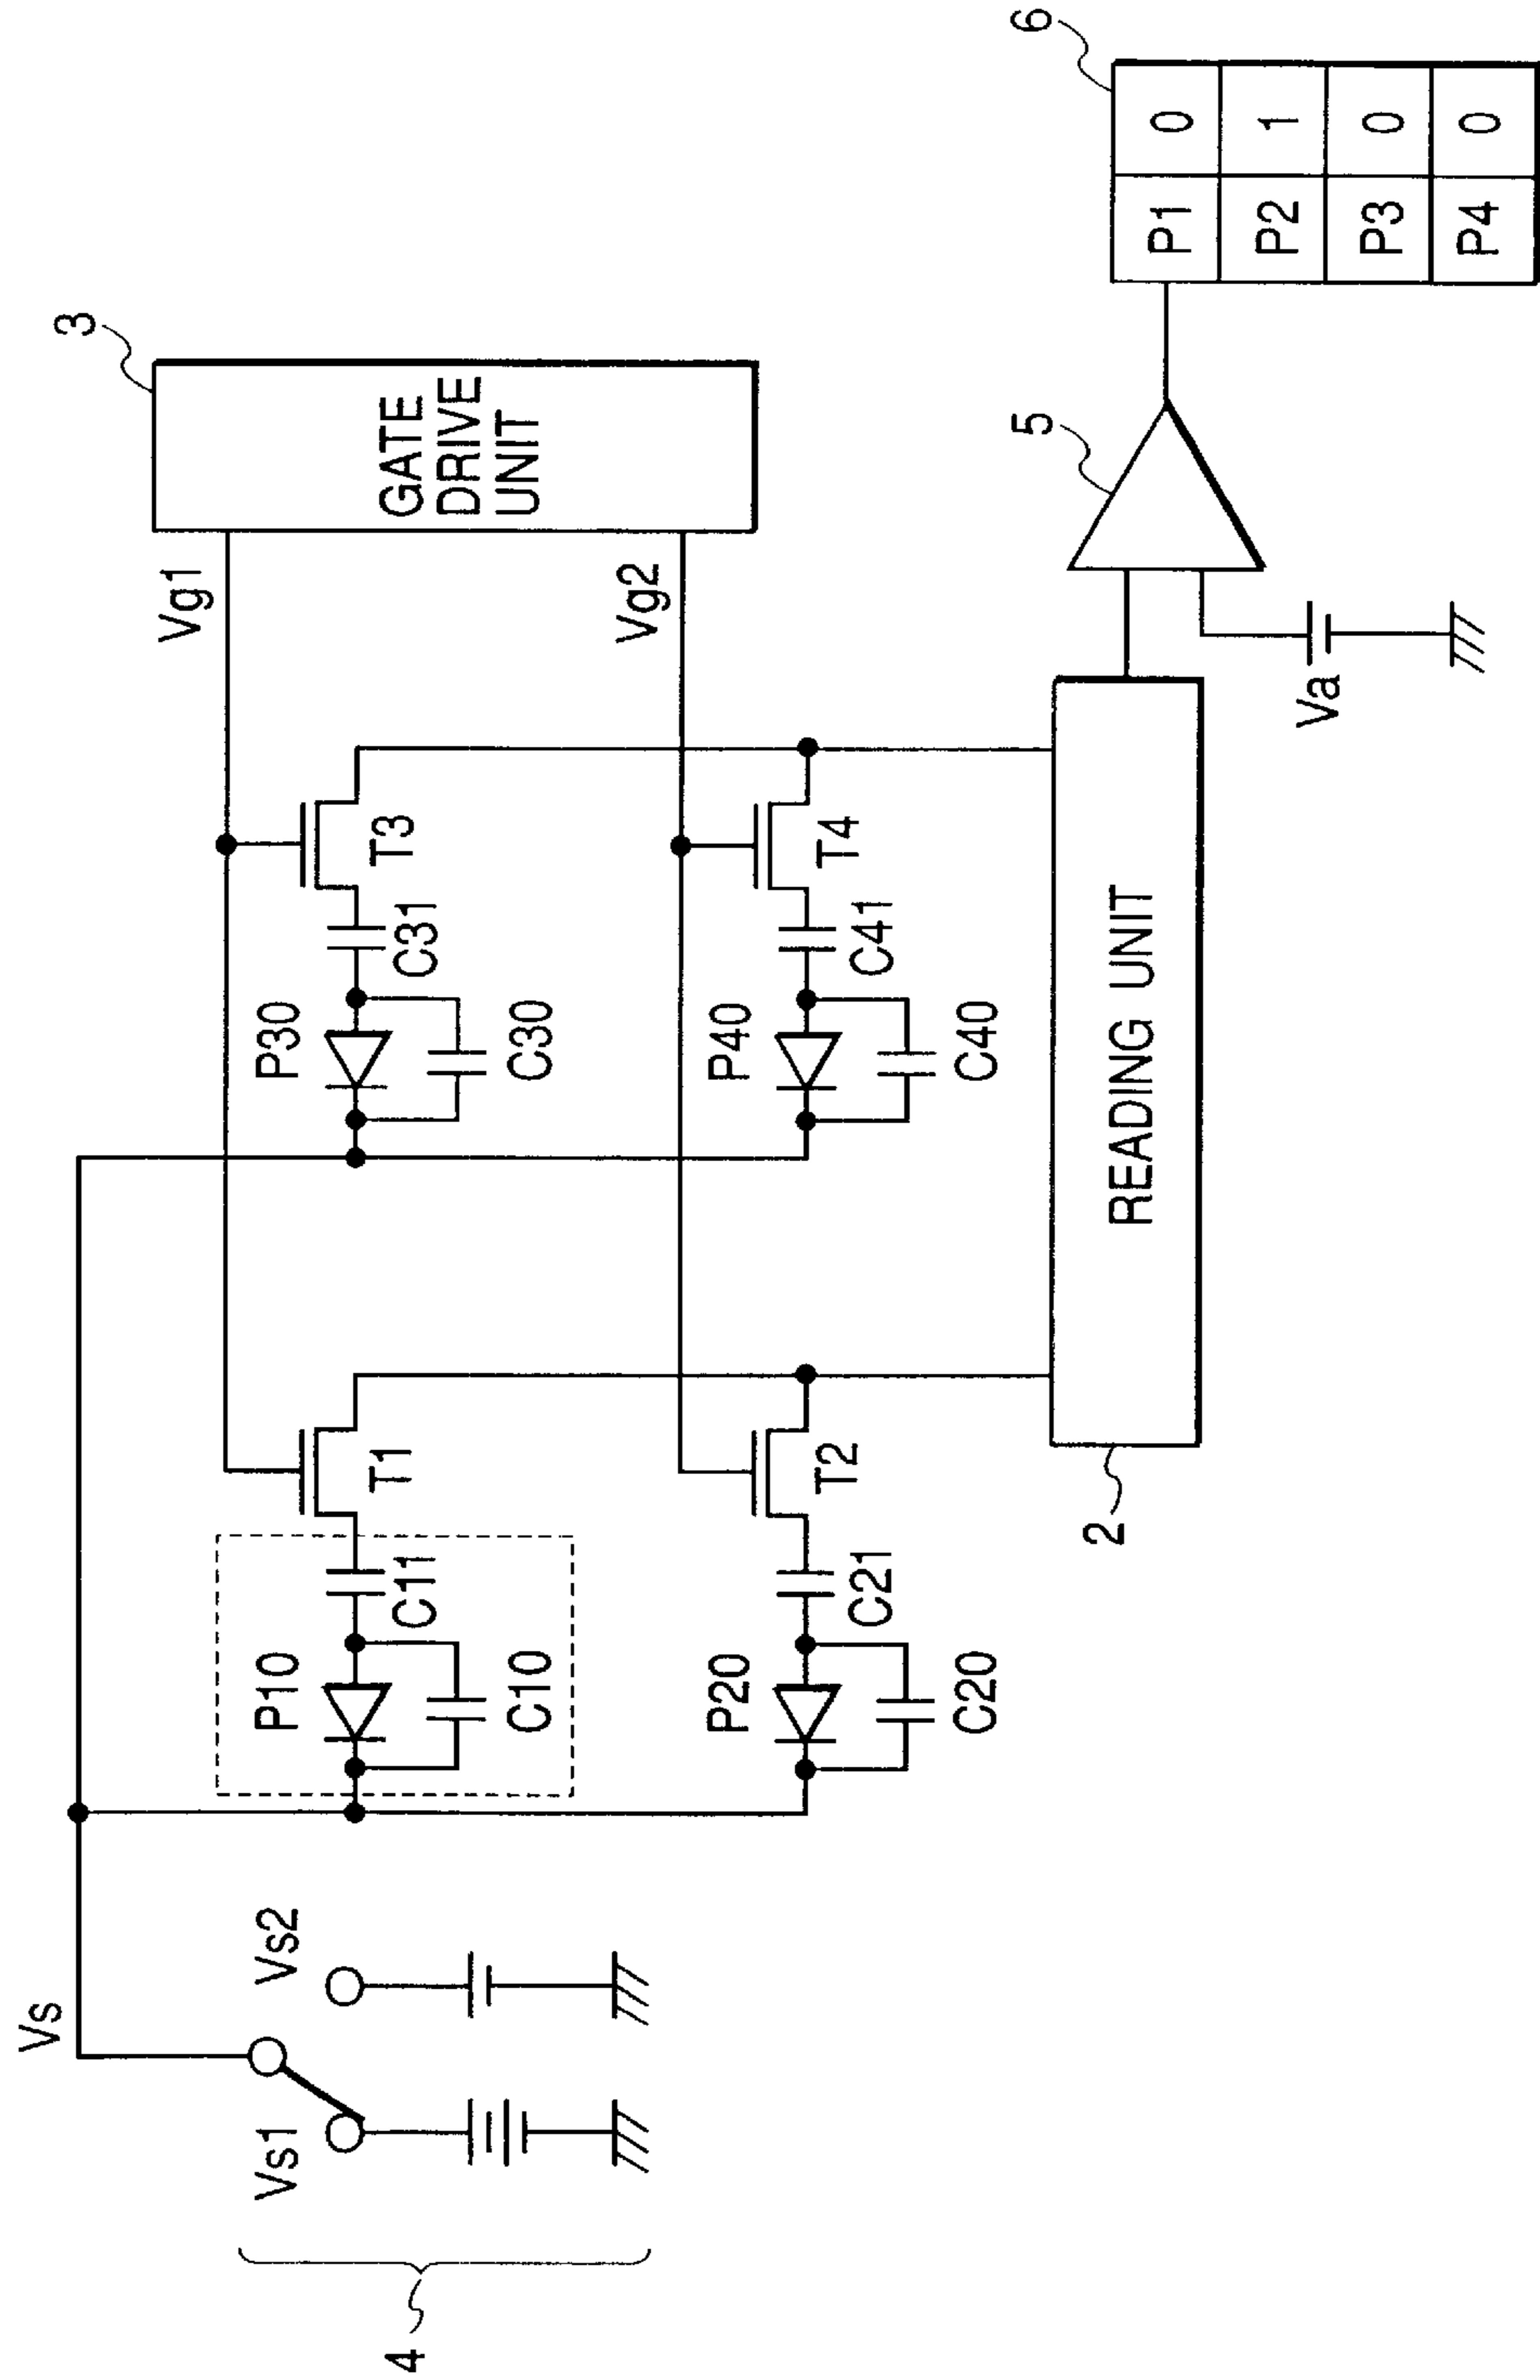 Vs
Vs1
Vs2
4
P10
C11
C10
T1
P20
C21
C20
T2
P30
C31
C30
T3
P40
C41
C40
T4
Vg1
Vg2
3
GATE
DRIVE
UNIT
2
READING UNIT
Va
5
6
P1 0
P2 1
P3 0
P4 0